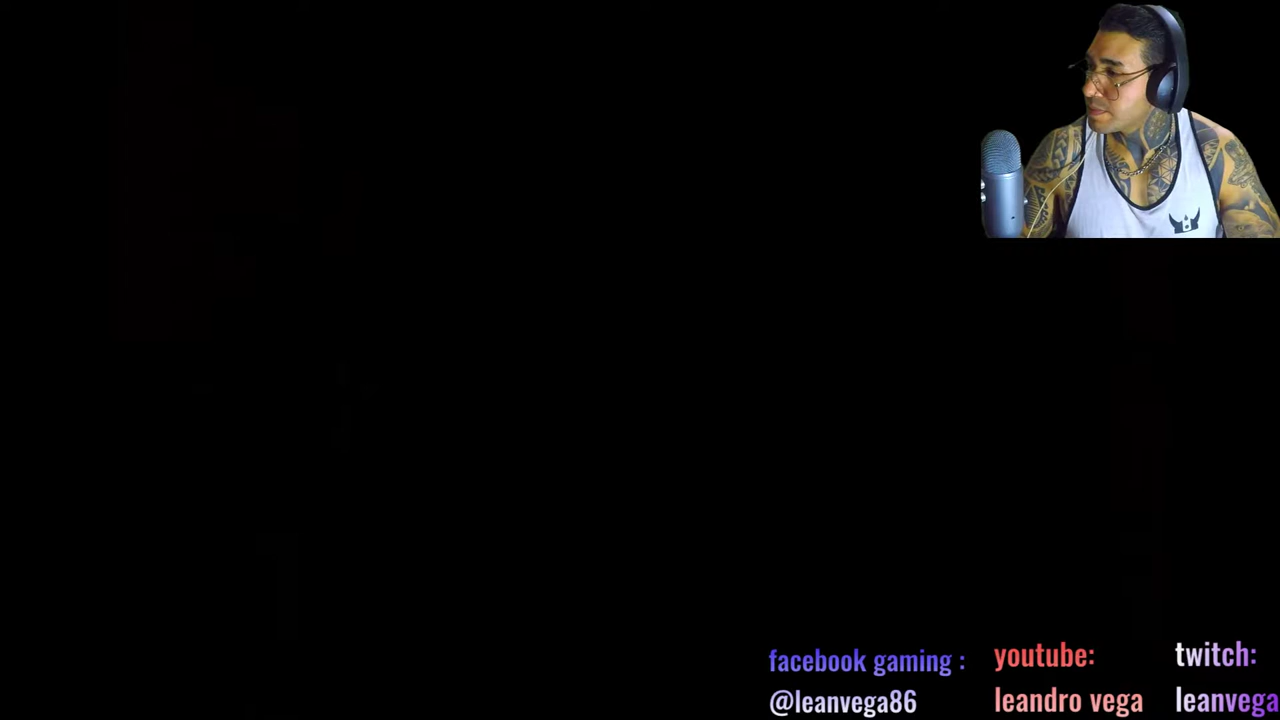 facebook gaming :
@leanvega86
youtube:
leandro vega
twitch:
leanvega